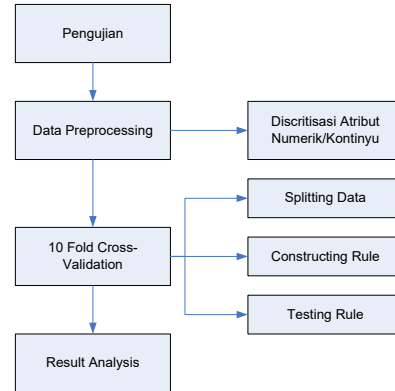 Pengujian
Data Preprocessing
Discritisasi Atribut
Numerik/Kontinyu
Splitting Data
10 Fold Cross-
Validation
Constructing Rule
Testing Rule
Result Analysis